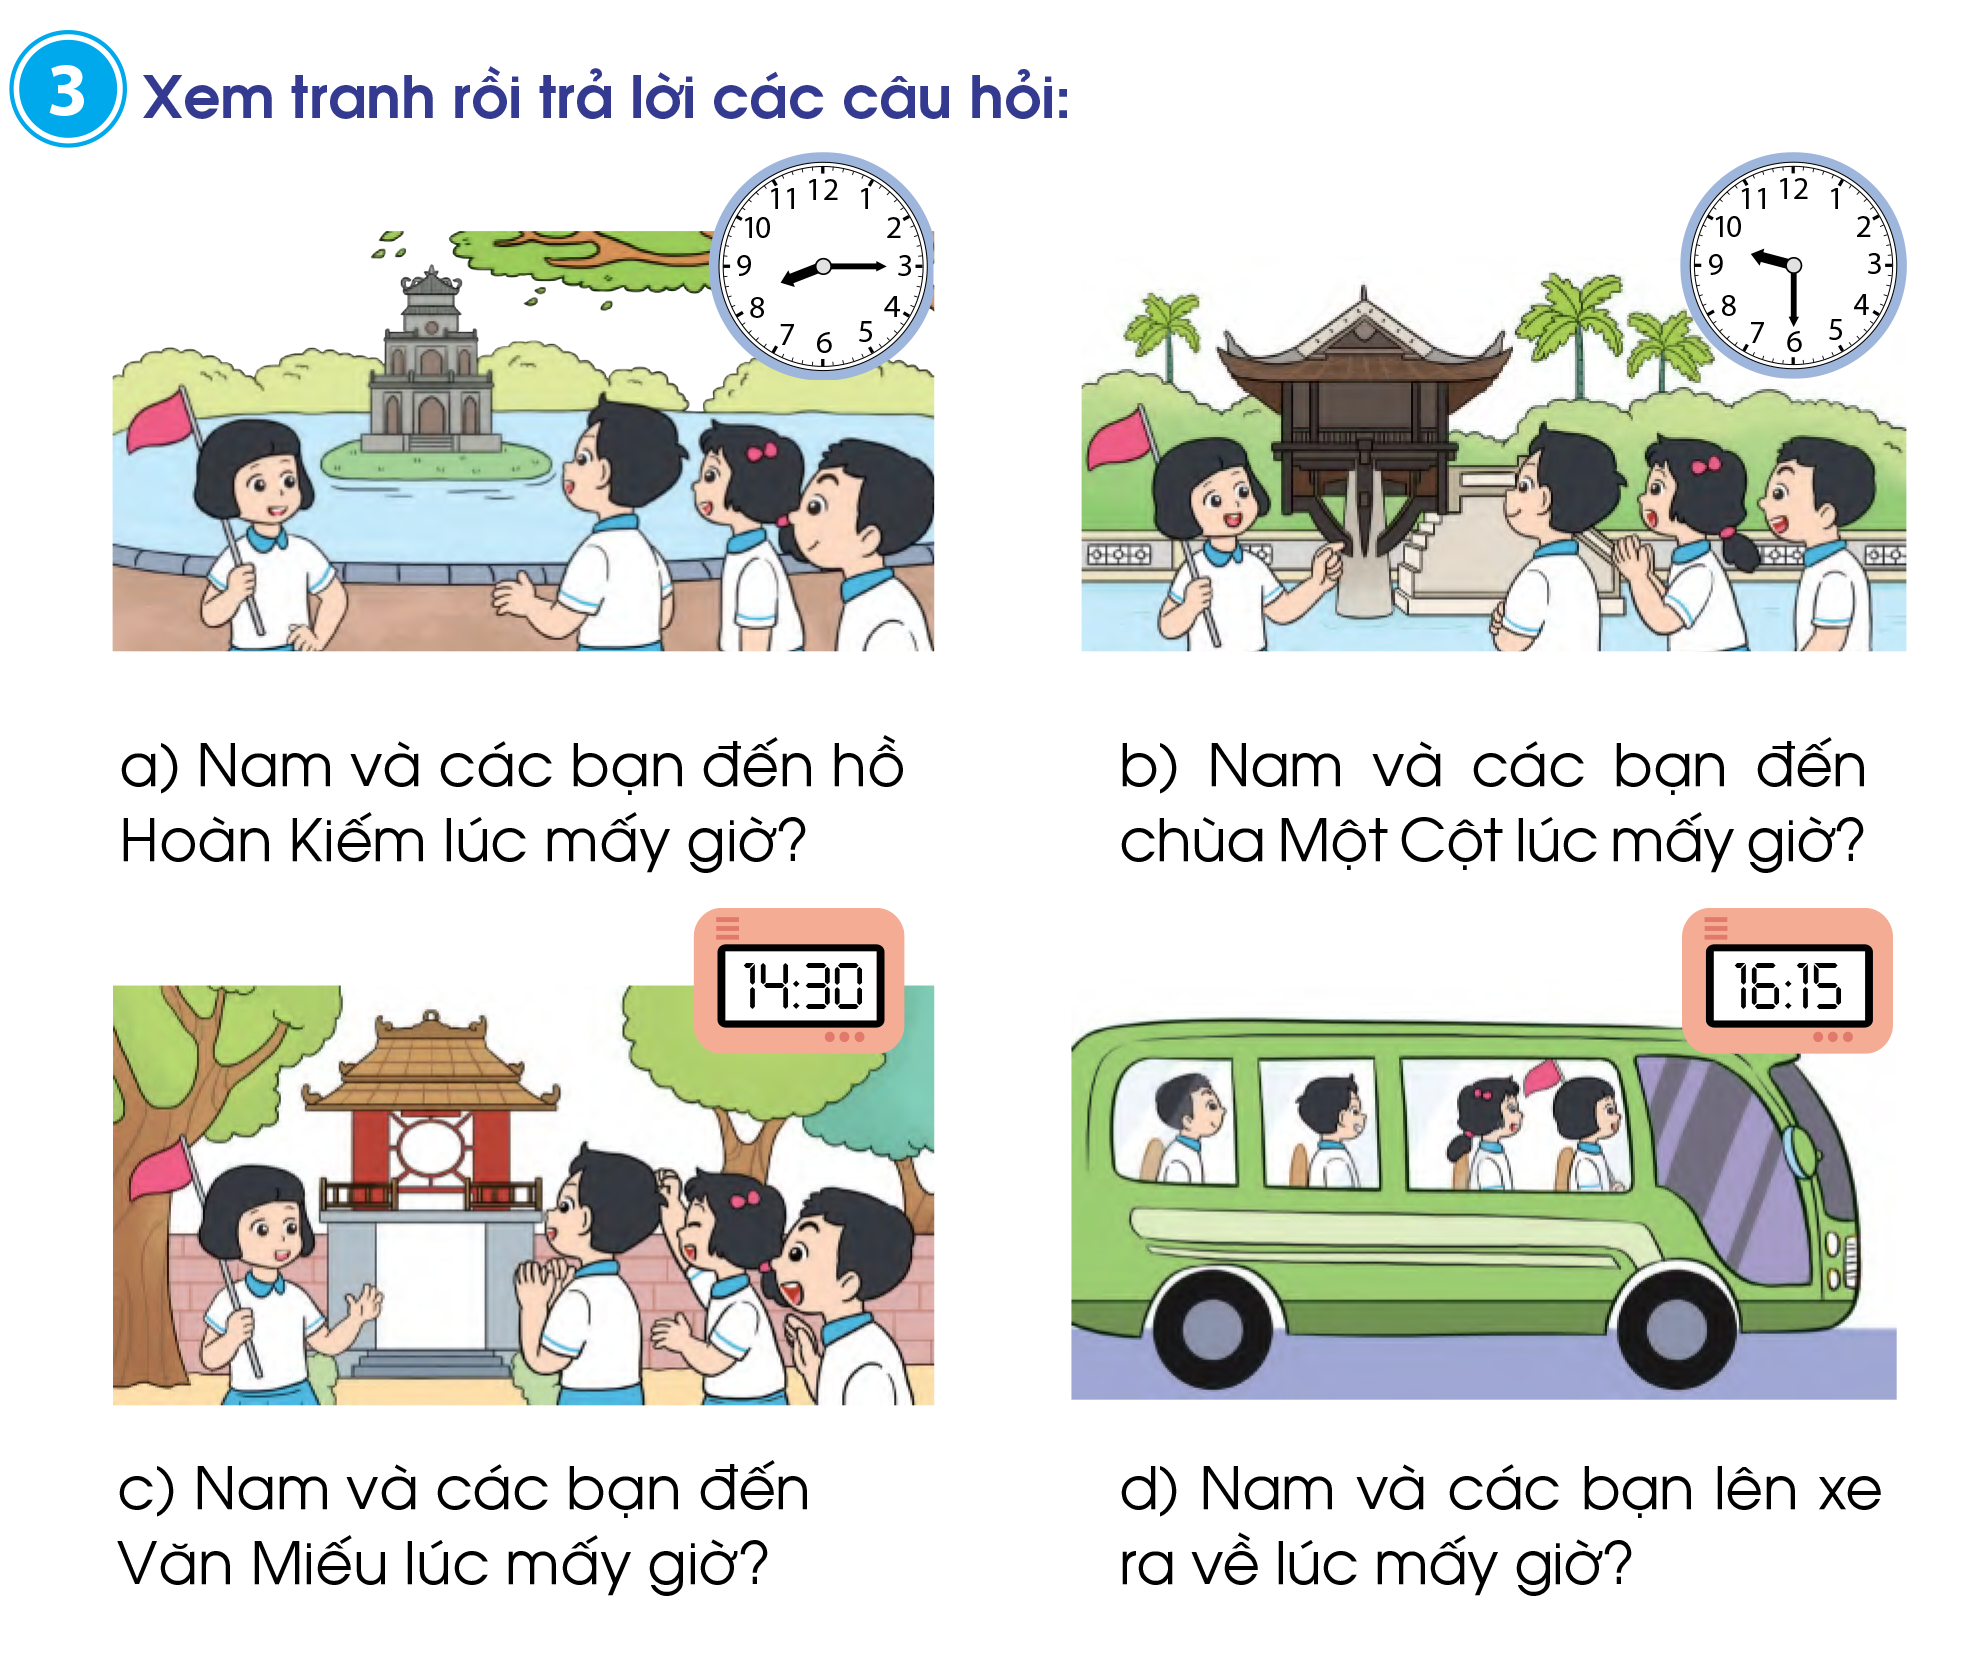 3 Xem tranh rồi trả lời các câu hỏi:
11 12 1
10 2
9 3
8 4
7 6 5
11 12 1
10 2
9 3
8 4
7 6 5
a) Nam và các bạn đến hồ
Hoàn Kiếm lúc mấy giờ?
b) Nam và các bạn đến
chùa Một Cột lúc mấy giờ?
14:30
16:15
c) Nam và các bạn đến
Văn Miếu lúc mấy giờ?
d) Nam và các bạn lên xe
ra về lúc mấy giờ?